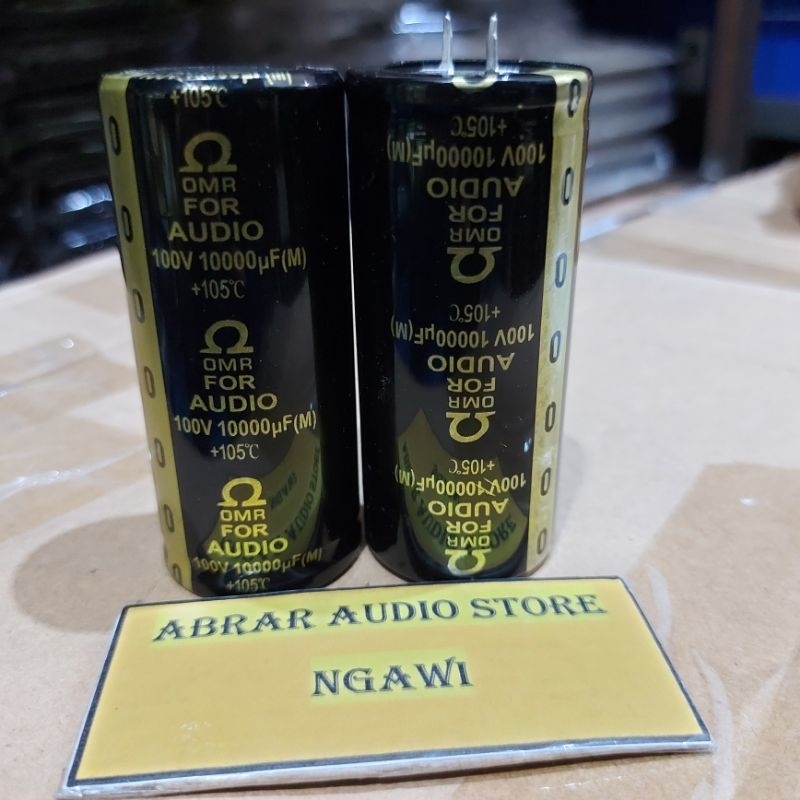 +105℃
Ω
OMR
FOR
AUDIO
100V 10000µF(M)
+105℃
Ω
OMR
FOR
AUDIO
100V 10000µF(M)
+105℃
Ω
OMR
FOR
AUDIO
100V 10000µF(M)
+105℃
Ω
OMR
FOR
AUDIO
100V 10000µF(M)
+105℃
Ω
OMR
FOR
AUDIO
100V 10000µF(M)
+105℃
Ω
OMR
FOR
AUDIO
100V 10000µF(M)
+105℃
ABRAR AUDIO STORE
NGAWI